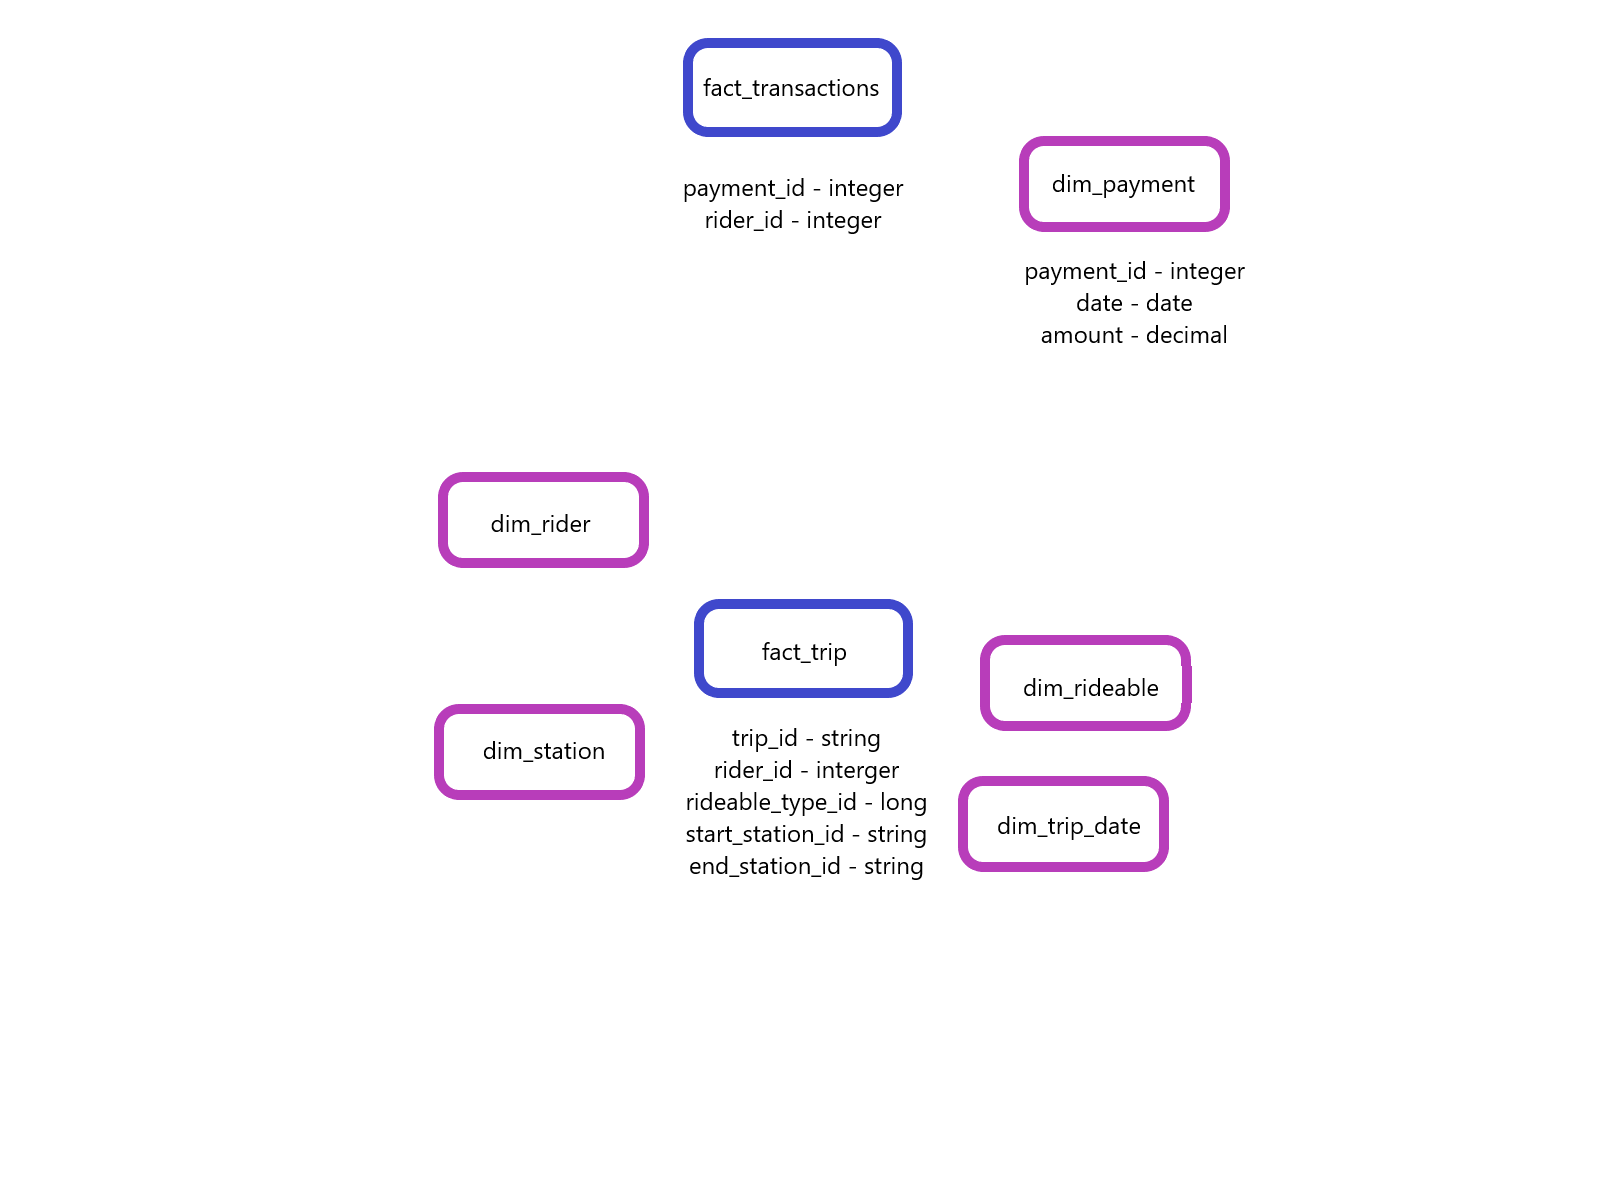 fact_transactions
payment_id - integer
rider_id - integer
dim_payment
payment_id - integer
date - date
amount - decimal
dim_rider
fact_trip
trip_id - string
rider_id - interger
rideable_type_id - long
start_station_id - string
end_station_id - string
dim_station
dim_rideable
dim_trip_date